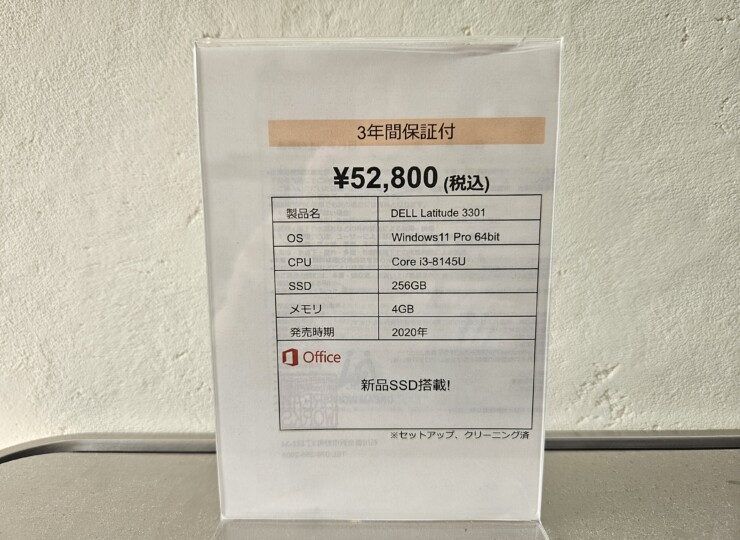 3年間保証付
¥52,800 (税込)
製品名 DELL Latitude 3301
OS Windows11 Pro 64bit
CPU Core i3-8145U
SSD 256GB
メモリ 4GB
発売時期 2020年
Office
新品SSD搭載!
※セットアップ、クリーニング済